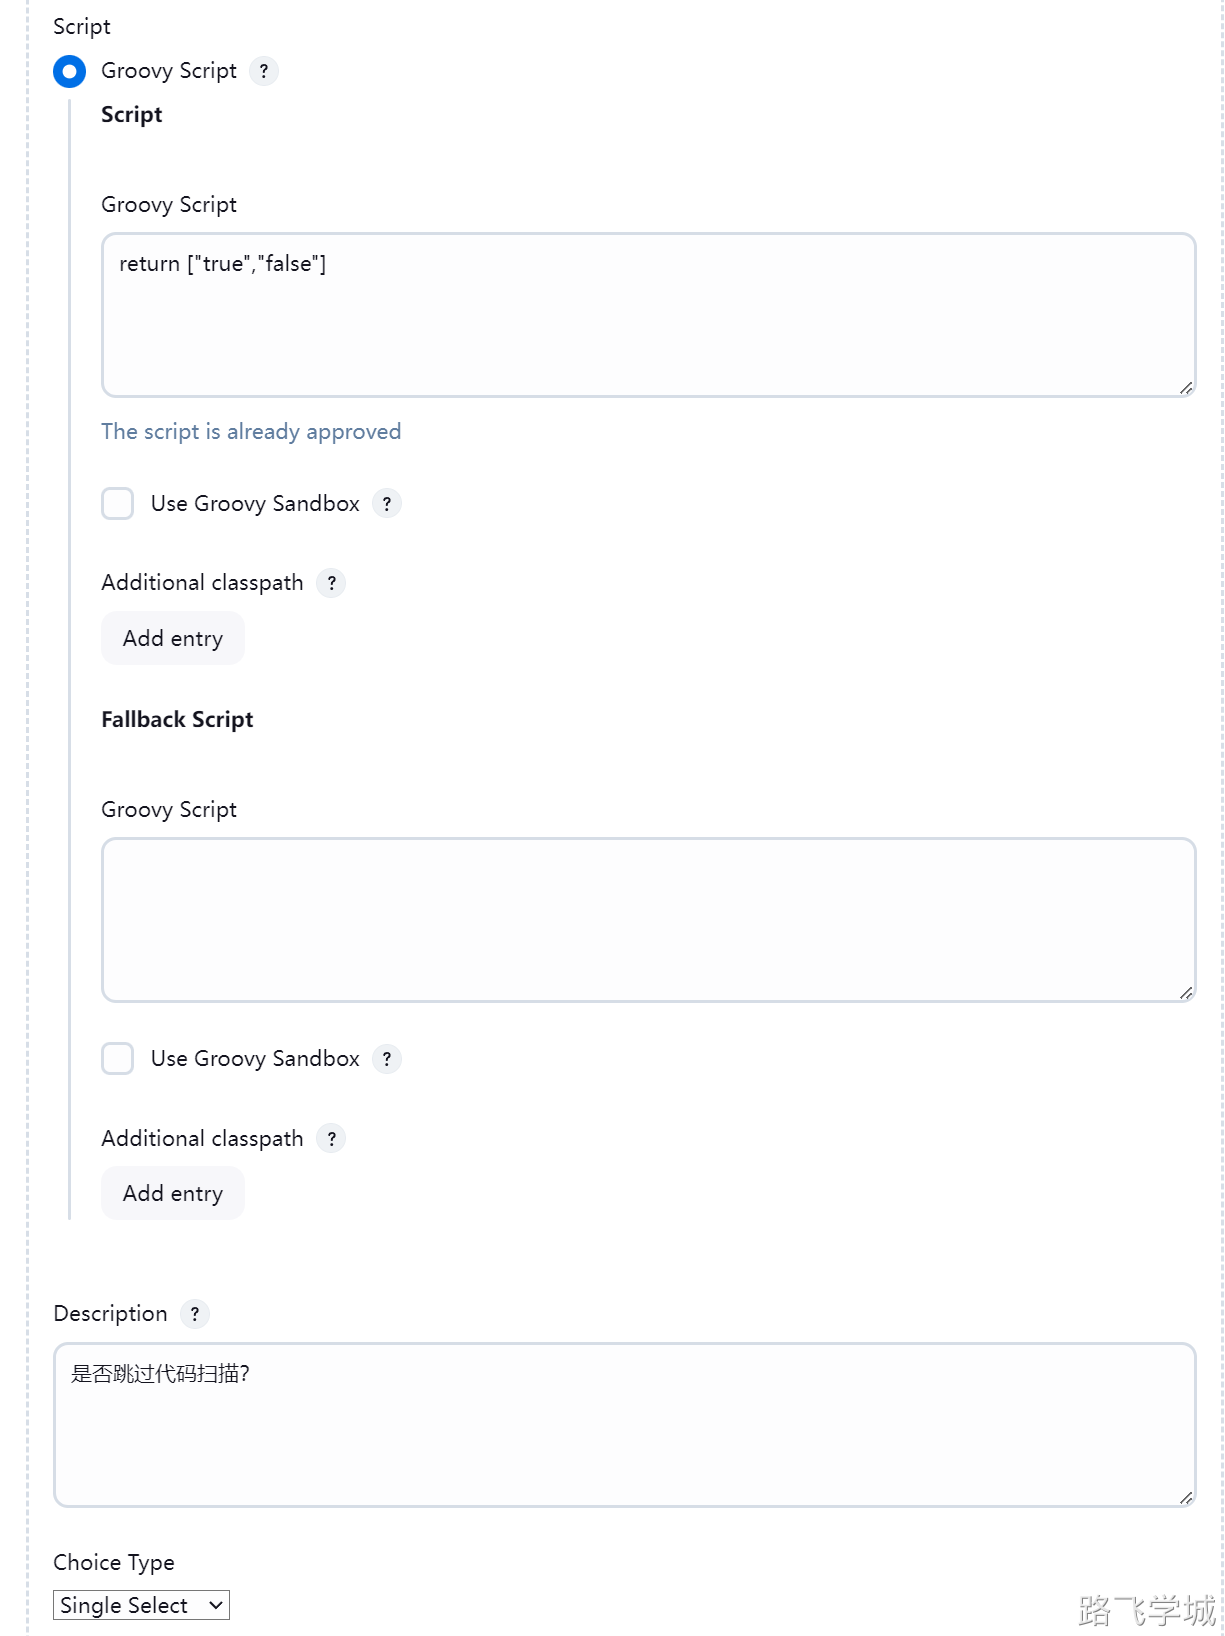 Script
Groovy Script ?
Script
Groovy Script
return ["true","false"]
The script is already approved
Use Groovy Sandbox ?
Additional classpath ?
Add entry
Fallback Script
Groovy Script
Use Groovy Sandbox ?
Additional classpath ?
Add entry
Description ?
是否跳过代码扫描?
Choice Type
Single Select
路飞学城